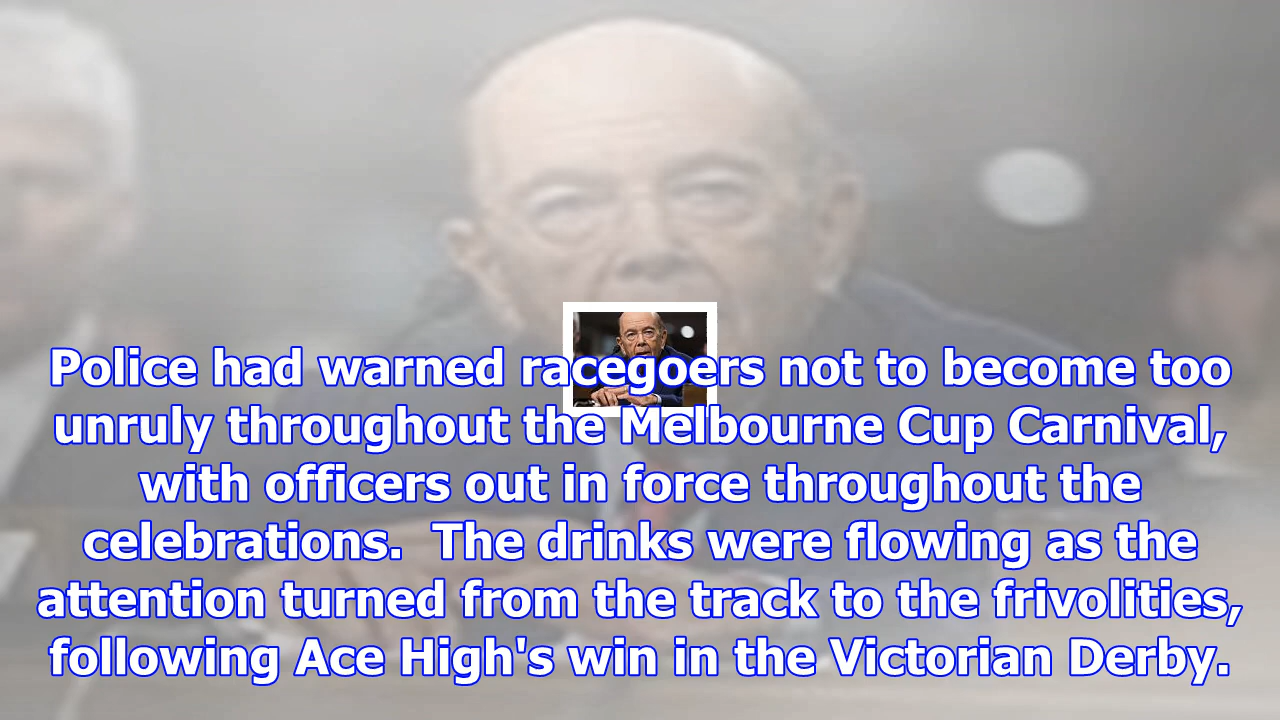 Police had warned racegoers not to become too
unruly throughout the Melbourne Cup Carnival,
with officers out in force throughout the
celebrations.  The drinks were flowing as the
attention turned from the track to the frivolities,
following Ace High's win in the Victorian Derby.